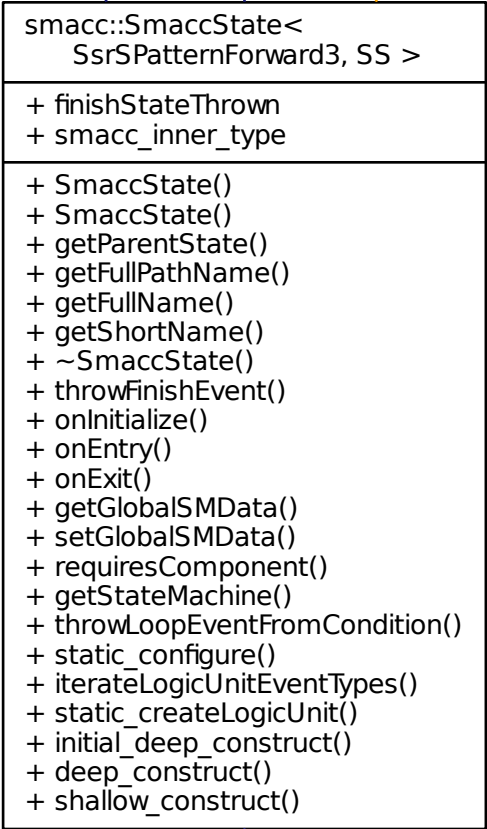 smacc::SmaccState<
SsrSPatternForward3, SS >
+ finishStateThrown
+ smacc_inner_type
+ SmaccState()
+ SmaccState()
+ getParentState()
+ getFullPathName()
+ getFullName()
+ getShortName()
+ ~SmaccState()
+ throwFinishEvent()
+ onInitialize()
+ onEntry()
+ onExit()
+ getGlobalSMData()
+ setGlobalSMData()
+ requiresComponent()
+ getStateMachine()
+ throwLoopEventFromCondition()
+ static_configure()
+ iterateLogicUnitEventTypes()
+ static_createLogicUnit()
+ initial_deep_construct()
+ deep_construct()
+ shallow_construct()